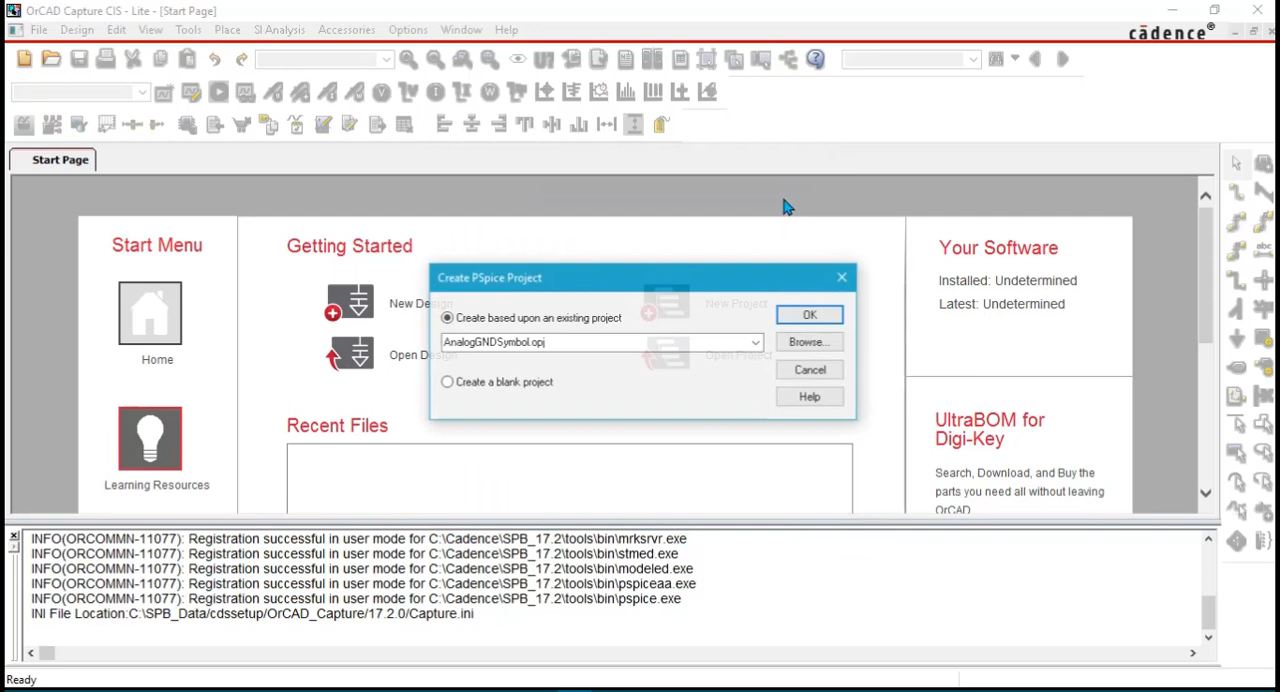 OrCAD Capture CIS - Lite - [Start Page]
File Design Edit View Tools Place SI Analysis Accessories Options Window Help
cādence®
Start Page
Start Menu
Home
Learning Resources
Getting Started
New Design
New Project
Open Design
Open Project
Recent Files
Create PSpice Project
Create based upon an existing project
AnalogGNDSymbol.opj
Create a blank project
OK
Browse...
Cancel
Help
Your Software
Installed: Undetermined
Latest: Undetermined
UltraBOM for
Digi-Key
Search, Download, and Buy the
parts you need all without leaving
OrCAD
INFO(ORCOMMN-11077): Registration successful in user mode for C:\Cadence\SPB_17.2\tools\bin\mrksrvr.exe
INFO(ORCOMMN-11077): Registration successful in user mode for C:\Cadence\SPB_17.2\tools\bin\stmed.exe
INFO(ORCOMMN-11077): Registration successful in user mode for C:\Cadence\SPB_17.2\tools\bin\modeled.exe
INFO(ORCOMMN-11077): Registration successful in user mode for C:\Cadence\SPB_17.2\tools\bin\pspiceaa.exe
INFO(ORCOMMN-11077): Registration successful in user mode for C:\Cadence\SPB_17.2\tools\bin\pspice.exe
INI File Location:C:\SPB_Data/cdssetup/OrCAD_Capture/17.2.0/Capture.ini
Ready